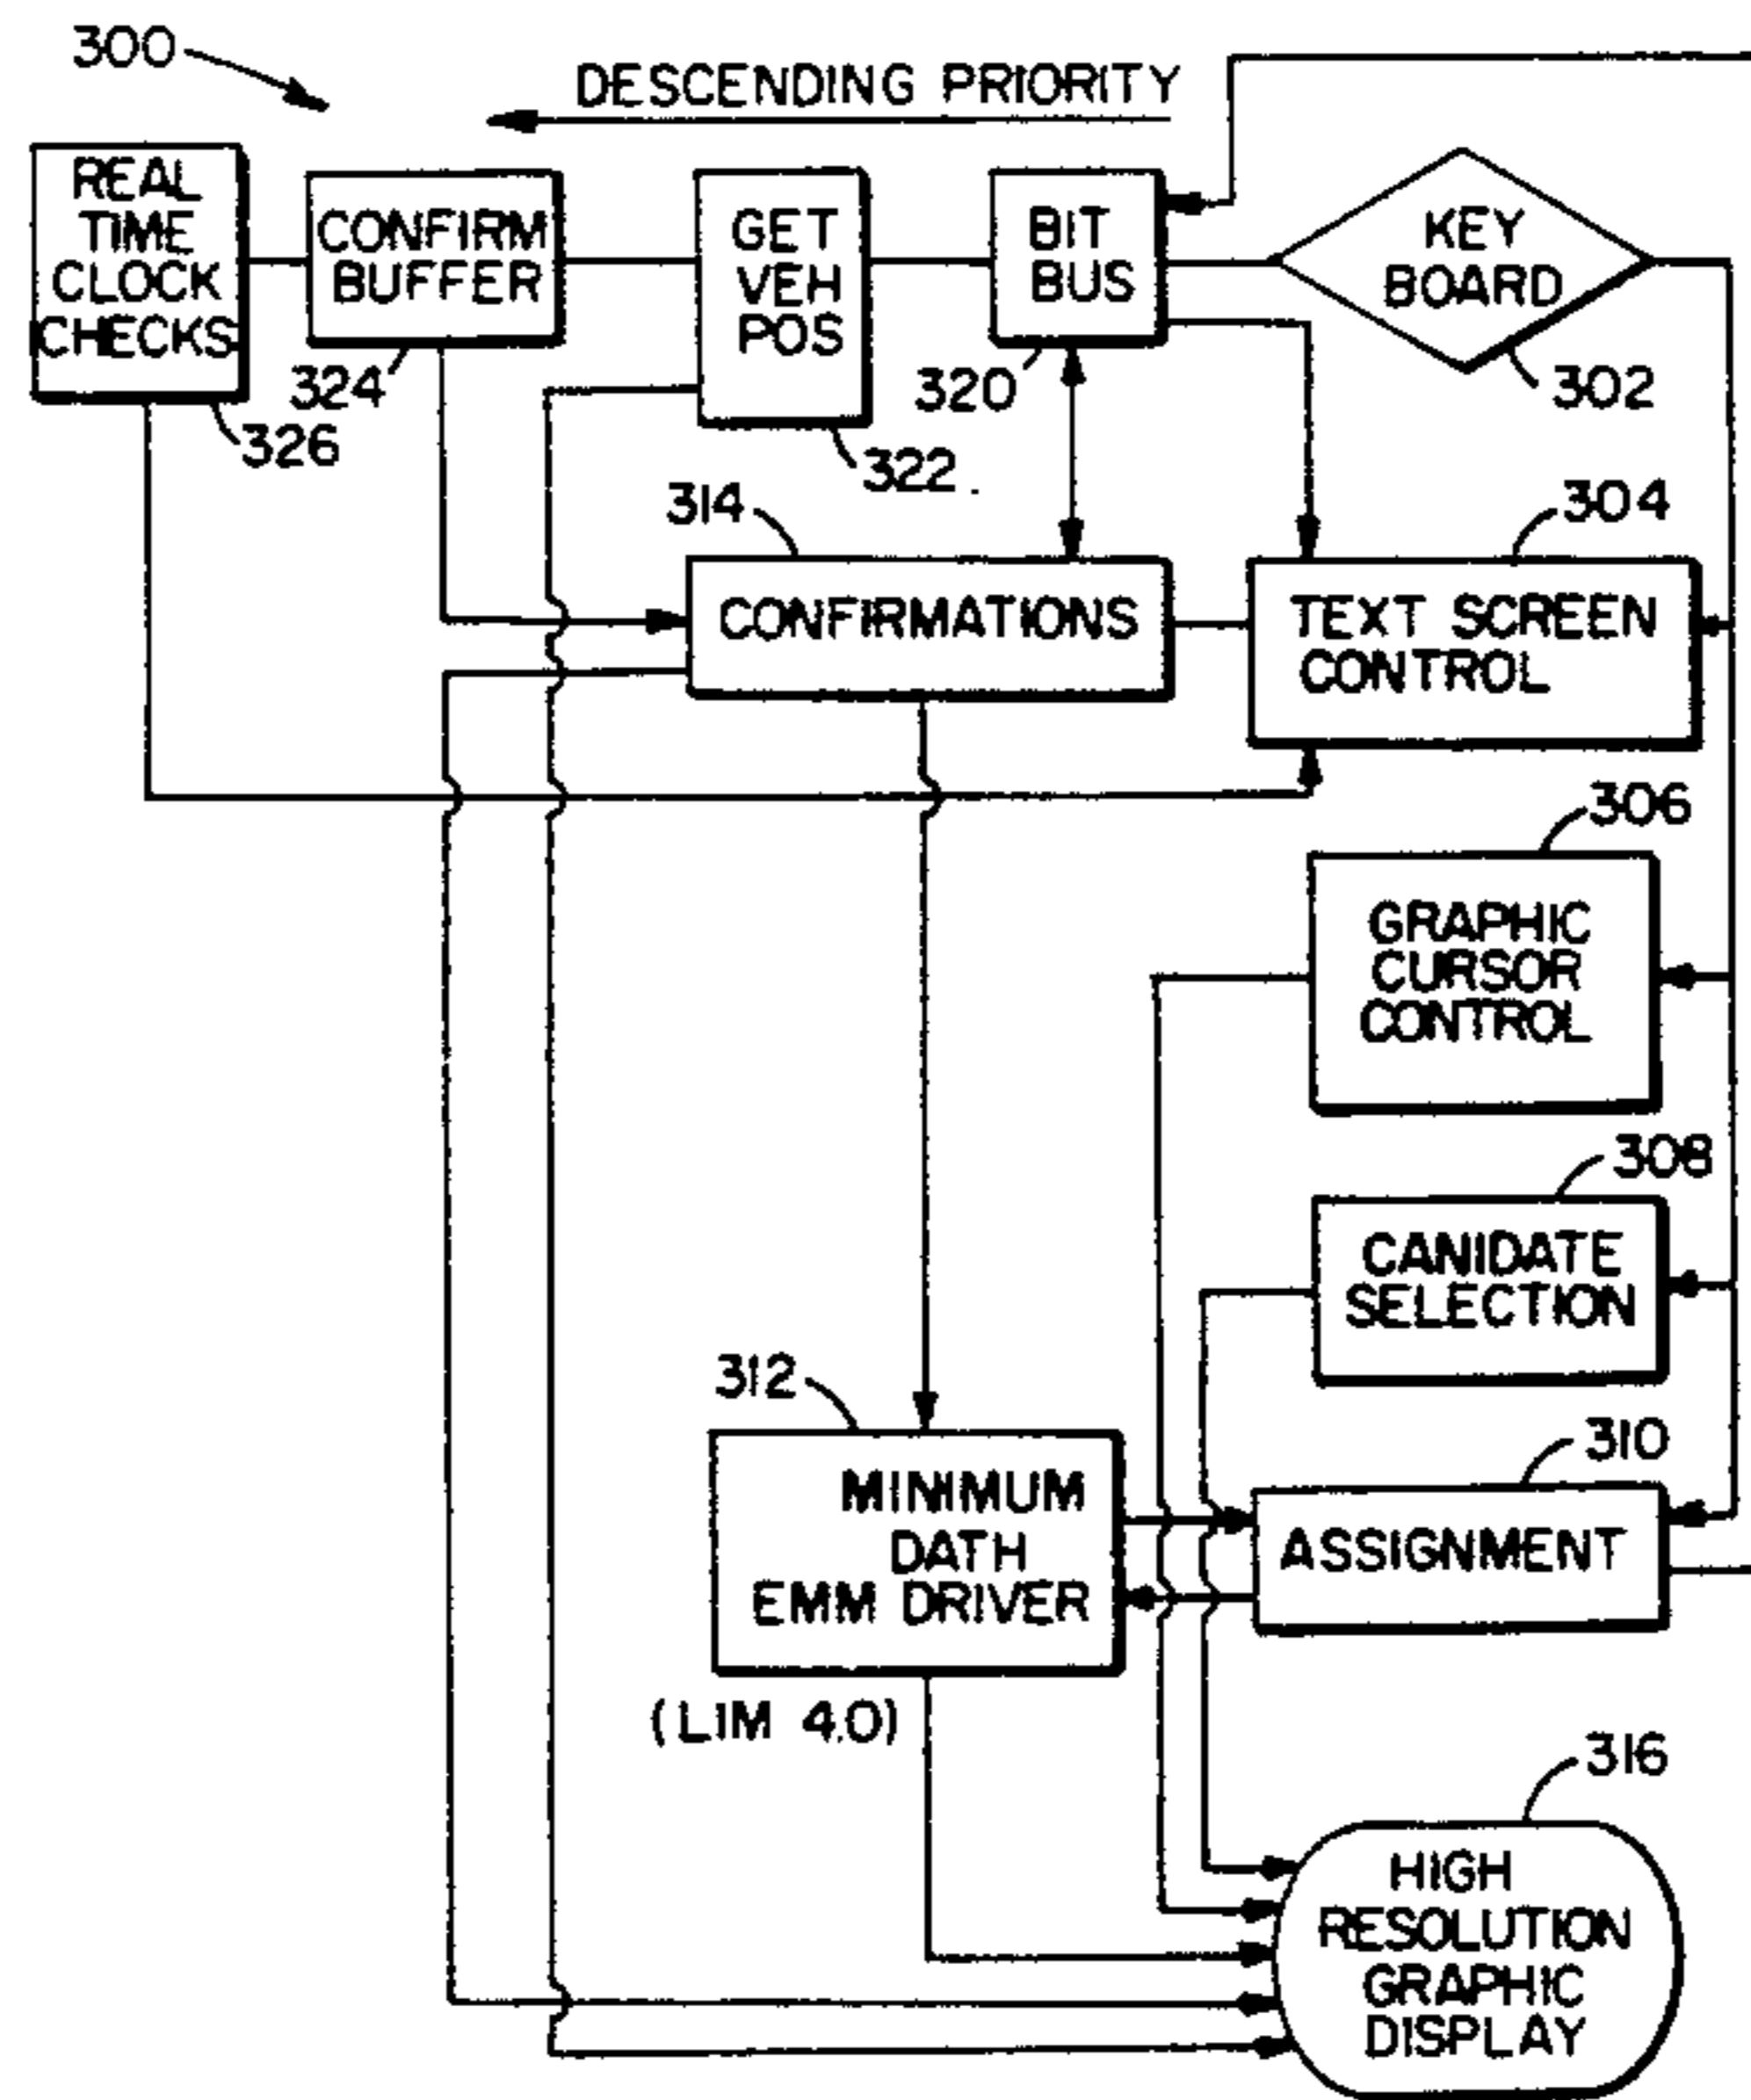 300
DESCENDING PRIORITY
REAL
TIME
CLOCK
CHECKS
326
CONFIRM
BUFFER
324
GET
VEH
POS
322
BIT
BUS
320
KEY
BOARD
302
314
CONFIRMATIONS
304
TEXT SCREEN
CONTROL
306
GRAPHIC
CURSOR
CONTROL
308
CANIDATE
SELECTION
312
MINIMUM
DATH
EMM DRIVER
(LIM 4.0)
310
ASSIGNMENT
316
HIGH
RESOLUTION
GRAPHIC
DISPLAY